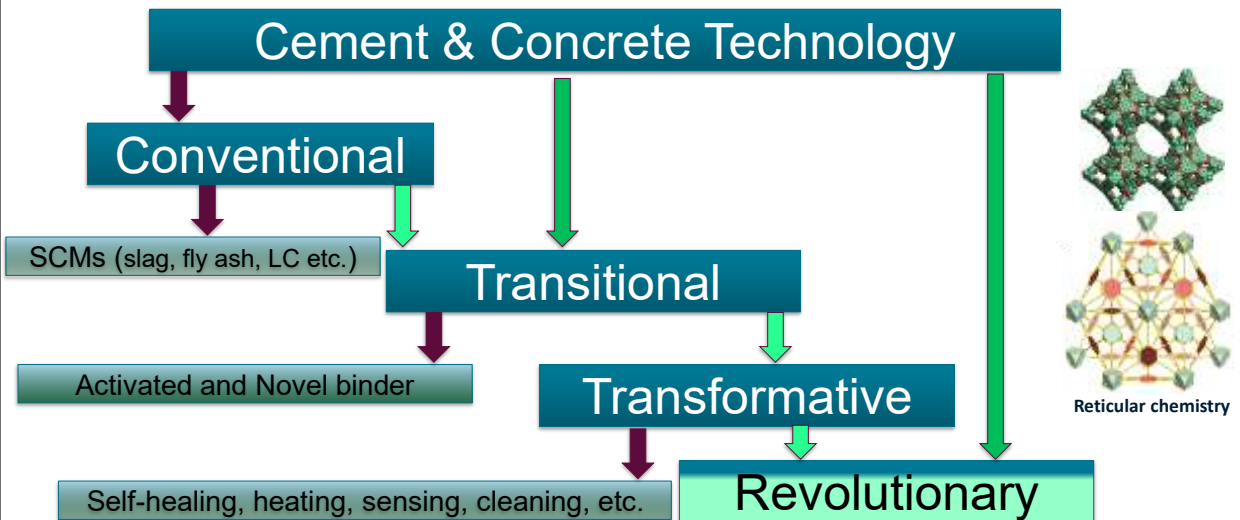 Cement & Concrete Technology
Conventional
SCMs (slag, fly ash, LC etc.)
Transitional
Activated and Novel binder
Transformative
Reticular chemistry
Self-healing, heating, sensing, cleaning, etc.
Revolutionary